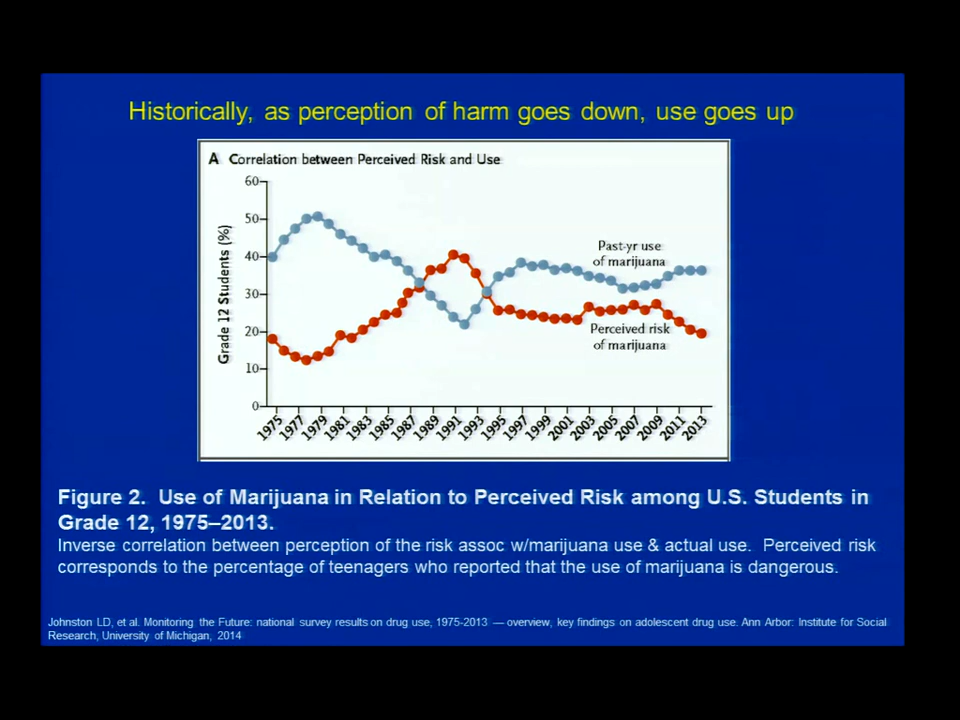 Historically, as perception of harm goes down, use goes up
A Correlation between Perceived Risk and Use
60
50
40
30
20
10
0
Grade 12 Students (%)
Past-yr use
of marijuana
Perceived risk
of marijuana
1975 1977 1979 1981 1983 1985 1987 1989 1991 1993 1995 1997 1999 2001 2003 2005 2007 2009 2011 2013
Figure 2. Use of Marijuana in Relation to Perceived Risk among U.S. Students in
Grade 12, 1975–2013.
Inverse correlation between perception of the risk assoc w/marijuana use & actual use. Perceived risk
corresponds to the percentage of teenagers who reported that the use of marijuana is dangerous.
Johnston LD, et al. Monitoring the Future: national survey results on drug use, 1975-2013 — overview, key findings on adolescent drug use. Ann Arbor: Institute for Social
Research, University of Michigan, 2014